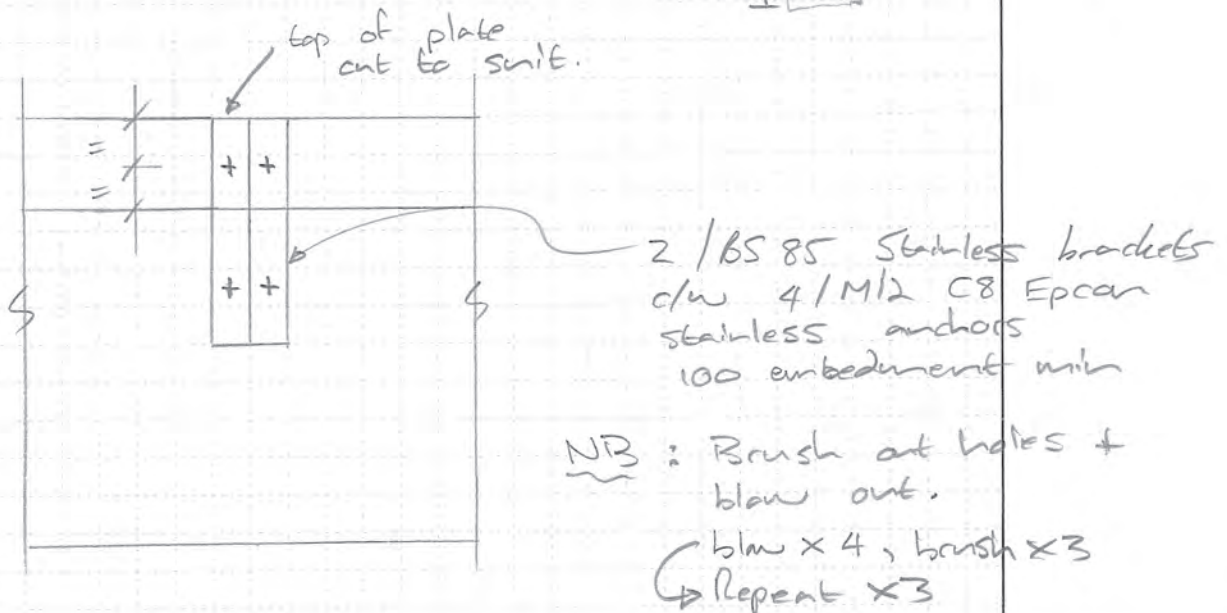 top of plate
cut to suit.
=
=
2 /BS 85 Stainless brackets
c/w 4/M12 C8 Epcon
stainless anchors
100 embedment min
NB : Brush out holes +
blow out.
blow x 4, brush x3
Repeat x3